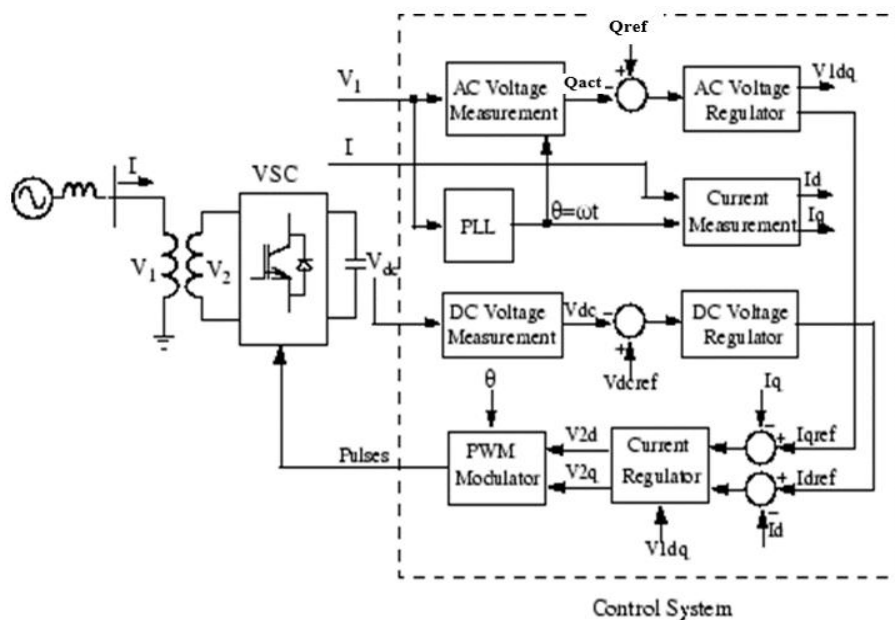 Qref
V1
AC Voltage
Measurement
Qact
-
+
AC Voltage
Regulator
V1dq
I
I
VSC
PLL
θ=ωt
Current
Measurement
Id
Iq
V1
V2
Vdc
DC Voltage
Measurement
Vdc
-
+
Vdcref
DC Voltage
Regulator
θ
Iq
Pulses
PWM
Modulator
V2d
V2q
Current
Regulator
-
+
Iqref
+
Idref
-
Id
V1dq
Control System